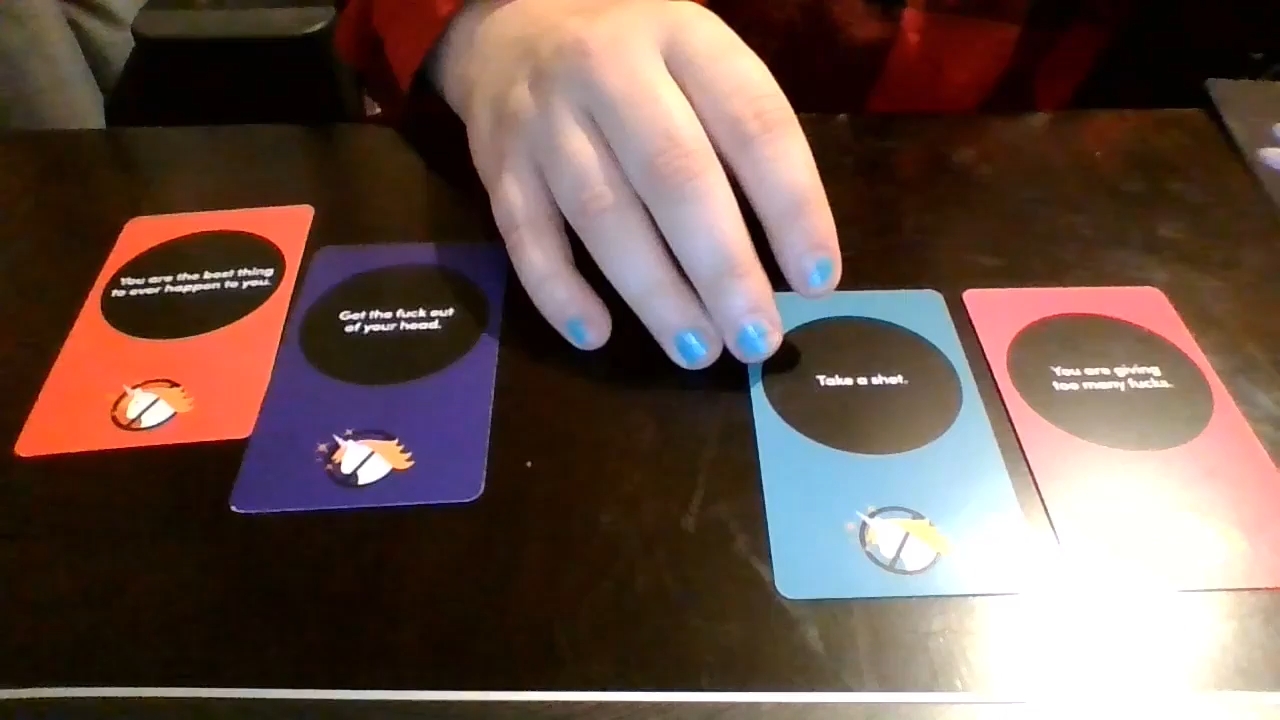 You are the best thing
to ever happen to you.
Get the fuck out
of your head.
Take a shot.
You are giving
too many fucks.